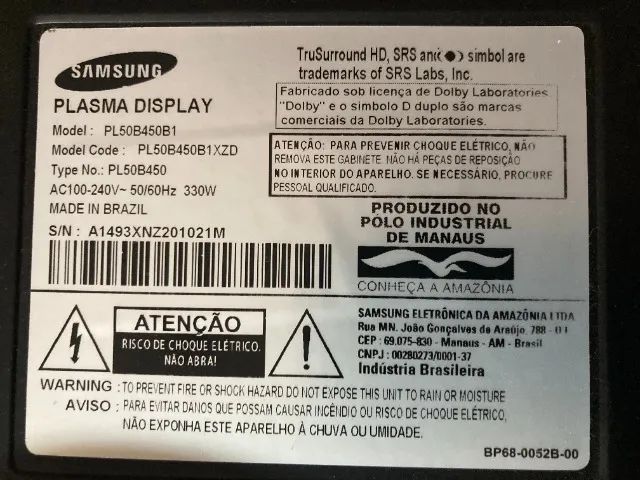 SAMSUNG
PLASMA DISPLAY
Model : PL50B450B1
Model Code : PL50B450B1XZD
Type No.: PL50B450
AC100-240V~ 50/60Hz 330W
MADE IN BRAZIL
S/N : A1493XNZ201021M
TruSurround HD, SRS and (●) simbol are
trademarks of SRS Labs, Inc.
Fabricado sob licença de Dolby Laboratories.
"Dolby" e o simbolo D duplo são marcas
comerciais da Dolby Laboratories.
ATENÇÃO: PARA PREVENIR CHOQUE ELÉTRICO, NÃO
REMOVA ESTE GABINETE. NÃO HÁ PEÇAS DE REPOSIÇÃO
NO INTERIOR DO APARELHO. SE NECESSÁRIO, PROCURE
PESSOAL QUALIFICADO.
PRODUZIDO NO
POLO INDUSTRIAL
DE MANAUS
CONHEÇA A AMAZÔNIA
ATENÇÃO
RISCO DE CHOQUE ELÉTRICO.
NÃO ABRA!
SAMSUNG ELETRÔNICA DA AMAZÔNIA LTDA
Rua MN. João Gonçalves de Araújo, 788 -
CEP : 69.075-830 - Manaus - AM - Brasil
CNPJ : 00280273/0001-37
Indústria Brasileira
WARNING : TO PREVENT FIRE OR SHOCK HAZARD DO NOT EXPOSE THIS UNIT TO RAIN OR MOISTURE
AVISO : PARA EVITAR DANOS QUE POSSAM CAUSAR INCÊNDIO OU RISCO DE CHOQUE ELÉTRICO,
NÃO EXPONHA ESTE APARELHO À CHUVA OU UMIDADE.
BP68-0052B-00